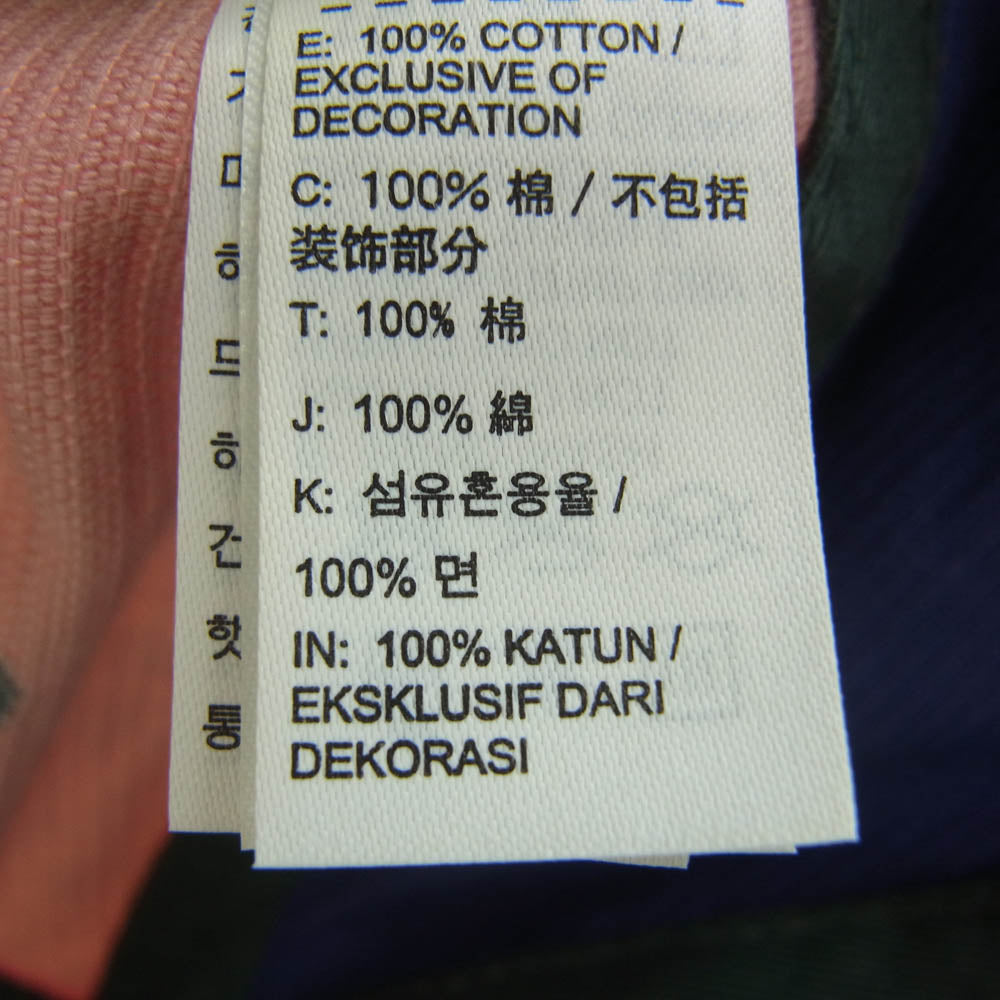 E: 100% COTTON /
EXCLUSIVE OF
DECORATION
C: 100% 棉 / 不包括
装饰部分
T: 100% 棉
J: 100% 綿
K: 섬유혼용율 /
100% 면
IN: 100% KATUN /
EKSKLUSIF DARI
DEKORASI